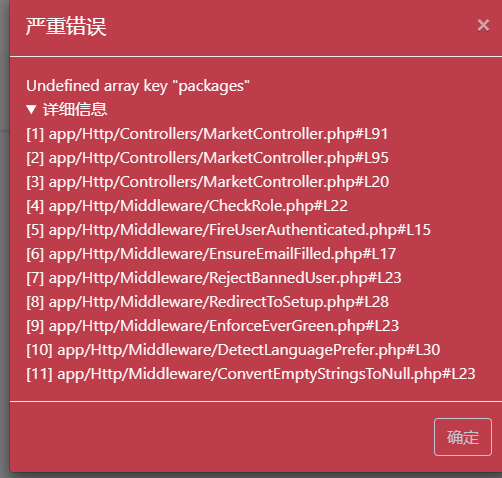 严重错误 ×
Undefined array key "packages"
▼ 详细信息
[1] app/Http/Controllers/MarketController.php#L91
[2] app/Http/Controllers/MarketController.php#L95
[3] app/Http/Controllers/MarketController.php#L20
[4] app/Http/Middleware/CheckRole.php#L22
[5] app/Http/Middleware/FireUserAuthenticated.php#L15
[6] app/Http/Middleware/EnsureEmailFilled.php#L17
[7] app/Http/Middleware/RejectBannedUser.php#L23
[8] app/Http/Middleware/RedirectToSetup.php#L28
[9] app/Http/Middleware/EnforceEverGreen.php#L23
[10] app/Http/Middleware/DetectLanguagePrefer.php#L30
[11] app/Http/Middleware/ConvertEmptyStringsToNull.php#L23
确定